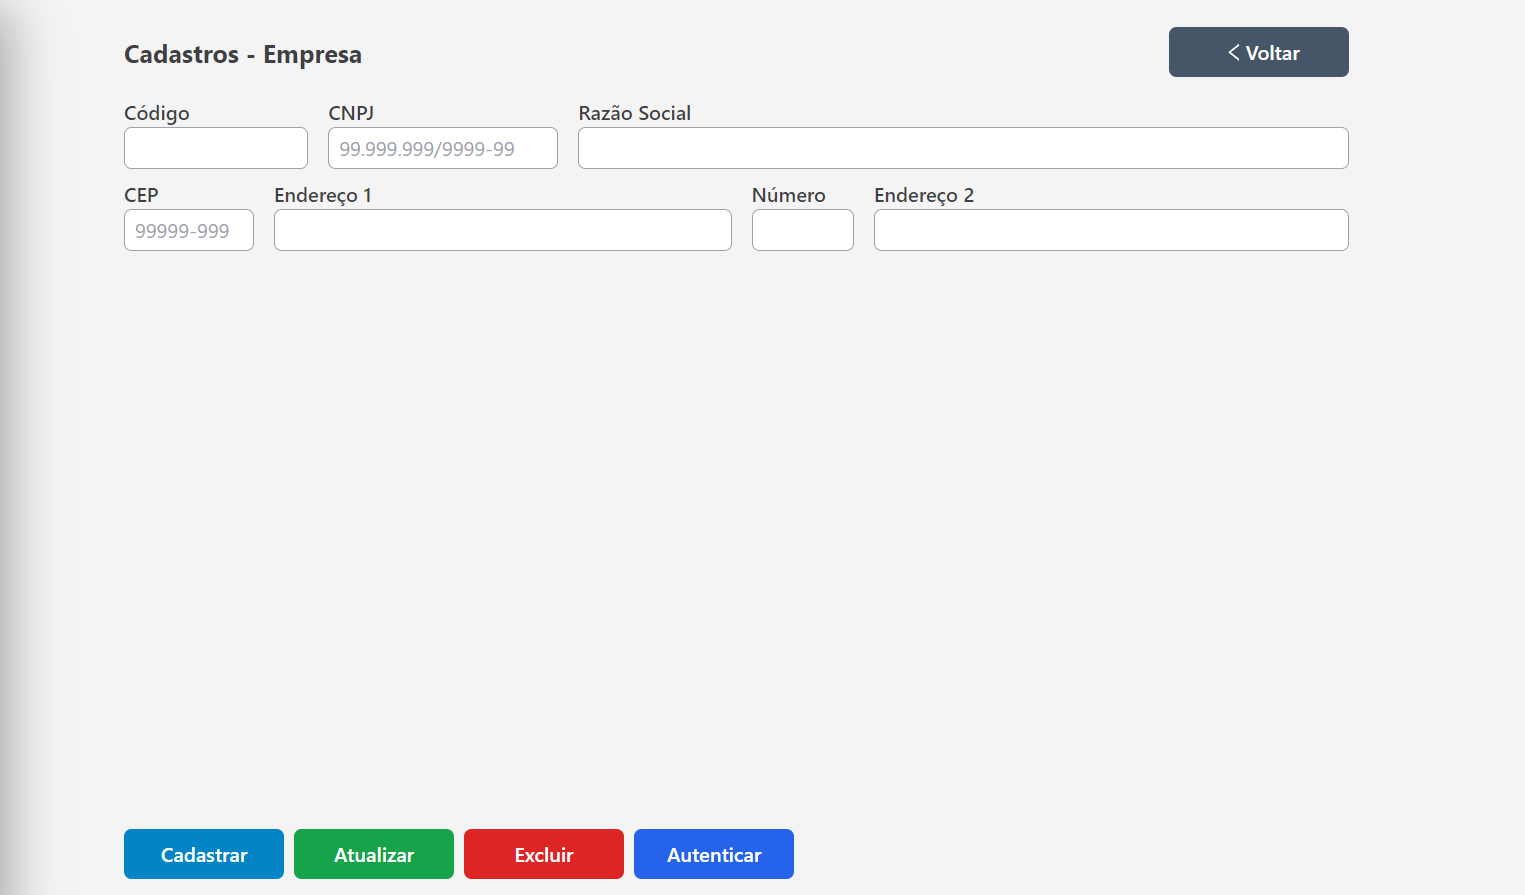 Cadastros - Empresa
Voltar
Código CNPJ Razão Social
99.999.999/9999-99
CEP Endereço 1 Número Endereço 2
99999-999
Cadastrar Atualizar Excluir Autenticar